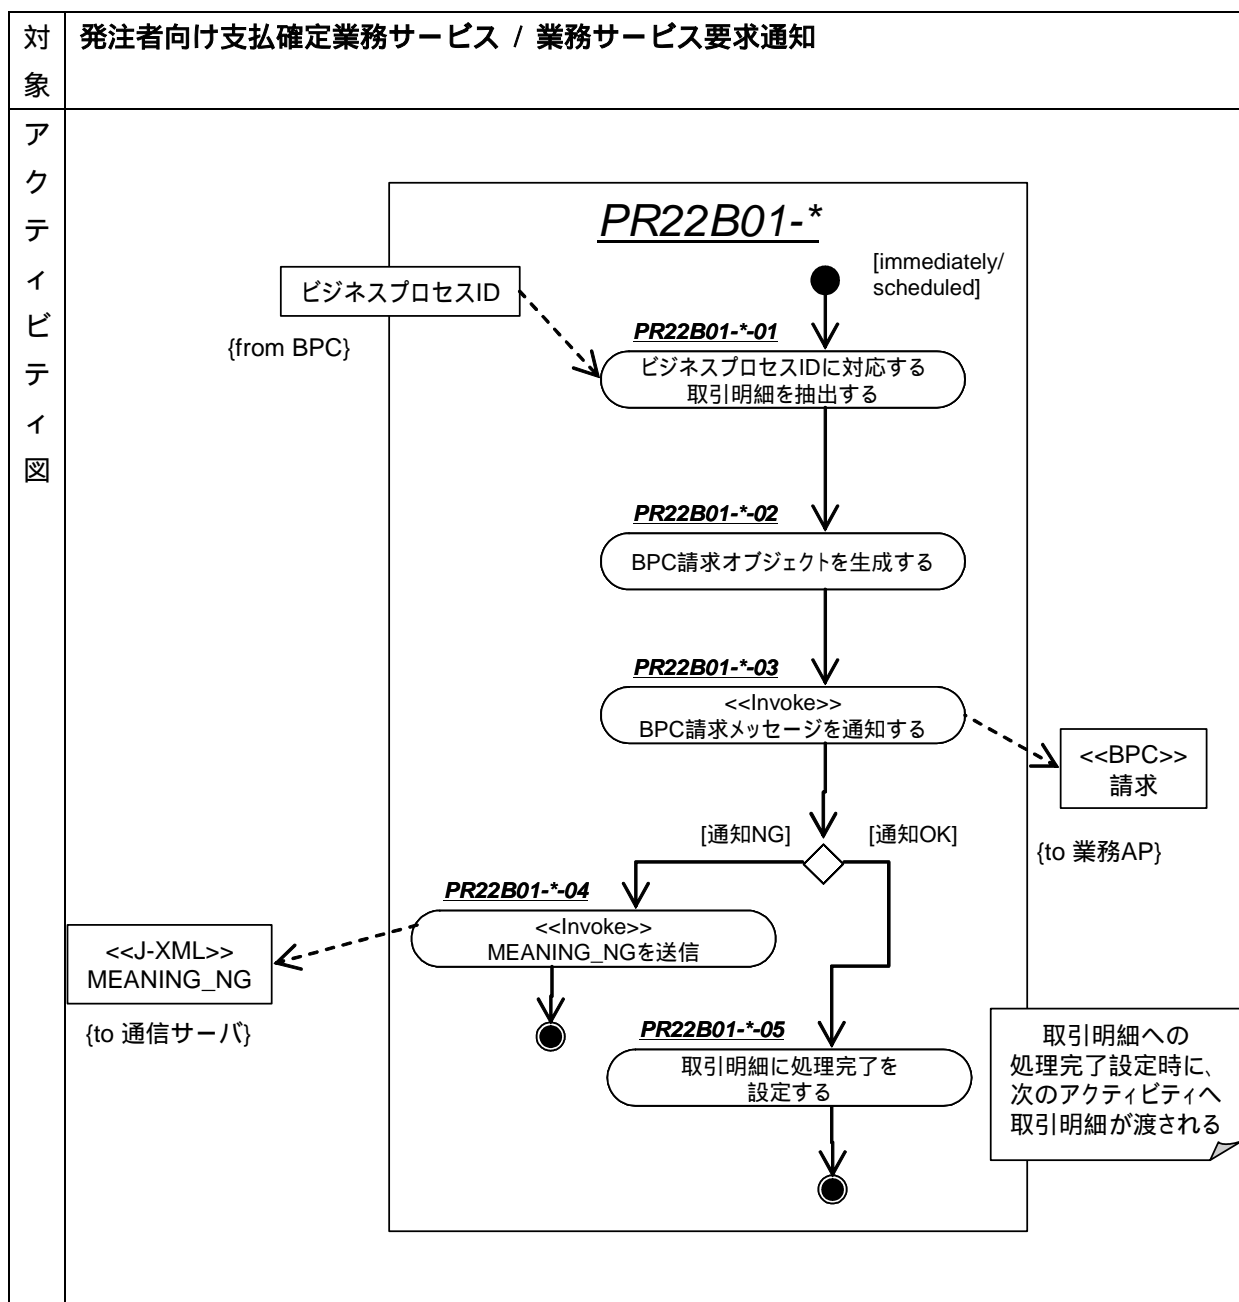 対
象
発注者向け支払確定業務サービス / 業務サービス要求通知
ア
ク
テ
ィ
ビ
テ
ィ
図
PR22B01-*
[immediately/
scheduled]
ビジネスプロセスID
{from BPC}
PR22B01-*-01
ビジネスプロセスIDに対応する
取引明細を抽出する
PR22B01-*-02
BPC請求オブジェクトを生成する
PR22B01-*-03
<<Invoke>>
BPC請求メッセージを通知する
<<BPC>>
請求
{to 業務AP}
[通知NG]
[通知OK]
PR22B01-*-04
<<Invoke>>
MEANING_NGを送信
<<J-XML>>
MEANING_NG
{to 通信サーバ}
PR22B01-*-05
取引明細に処理完了を
設定する
取引明細への
処理完了設定時に、
次のアクティビティへ
取引明細が渡される